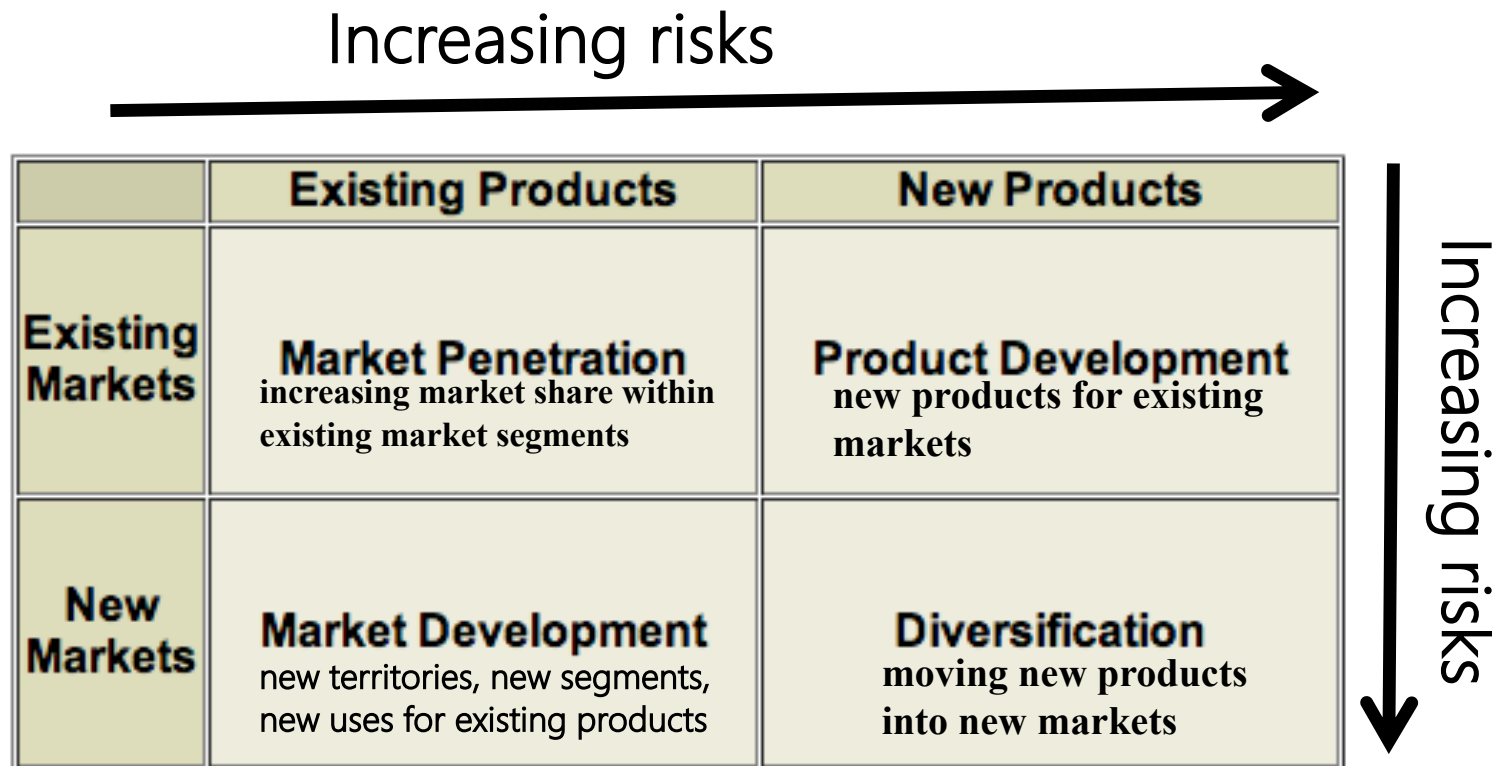 Increasing risks
Existing Products
New Products
Existing
Markets
Market Penetration
increasing market share within
existing market segments
Product Development
new products for existing
markets
New
Markets
Market Development
new territories, new segments,
new uses for existing products
Diversification
moving new products
into new markets
Increasing risks